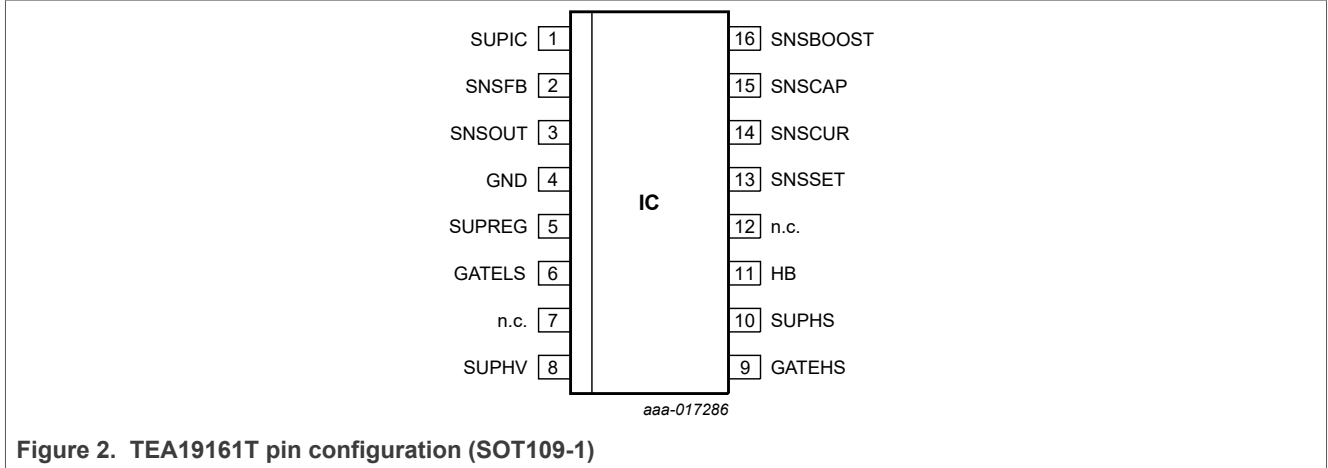 SUPIC 1 16 SNSBOOST
SNSFB 2 15 SNSCAP
SNSOUT 3 14 SNSCUR
GND 4 13 SNSSET
IC
SUPREG 5 12 n.c.
GATELS 6 11 HB
n.c. 7 10 SUPHS
SUPHV 8 9 GATEHS
aaa-017286
Figure 2. TEA19161T pin configuration (SOT109-1)